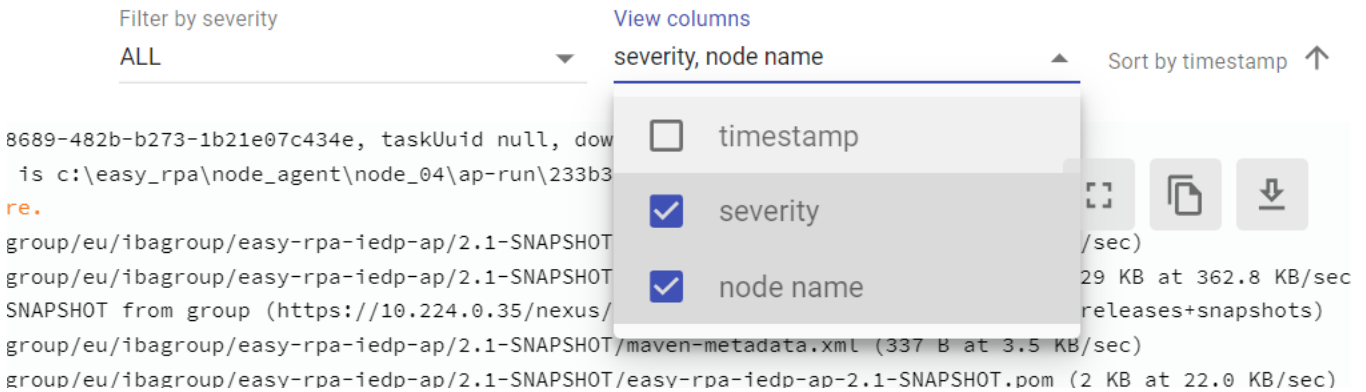 Filter by severity
View columns
ALL
severity, node name
Sort by timestamp
timestamp
severity
node name
8689-482b-b273-1b21e07c434e, taskUuid null, dow
is c:\easy_rpa\node_agent\node_04\ap-run\233b3
re.
group/eu/ibagroup/easy-rpa-iedp-ap/2.1-SNAPSHOT /sec)
group/eu/ibagroup/easy-rpa-iedp-ap/2.1-SNAPSHOT 29 KB at 362.8 KB/sec
SNAPSHOT from group (https://10.224.0.35/nexus/ releases+snapshots)
group/eu/ibagroup/easy-rpa-iedp-ap/2.1-SNAPSHOT/maven-metadata.xml (337 B at 3.5 KB/sec)
group/eu/ibagroup/easy-rpa-iedp-ap/2.1-SNAPSHOT/easy-rpa-iedp-ap-2.1-SNAPSHOT.pom (2 KB at 22.0 KB/sec)